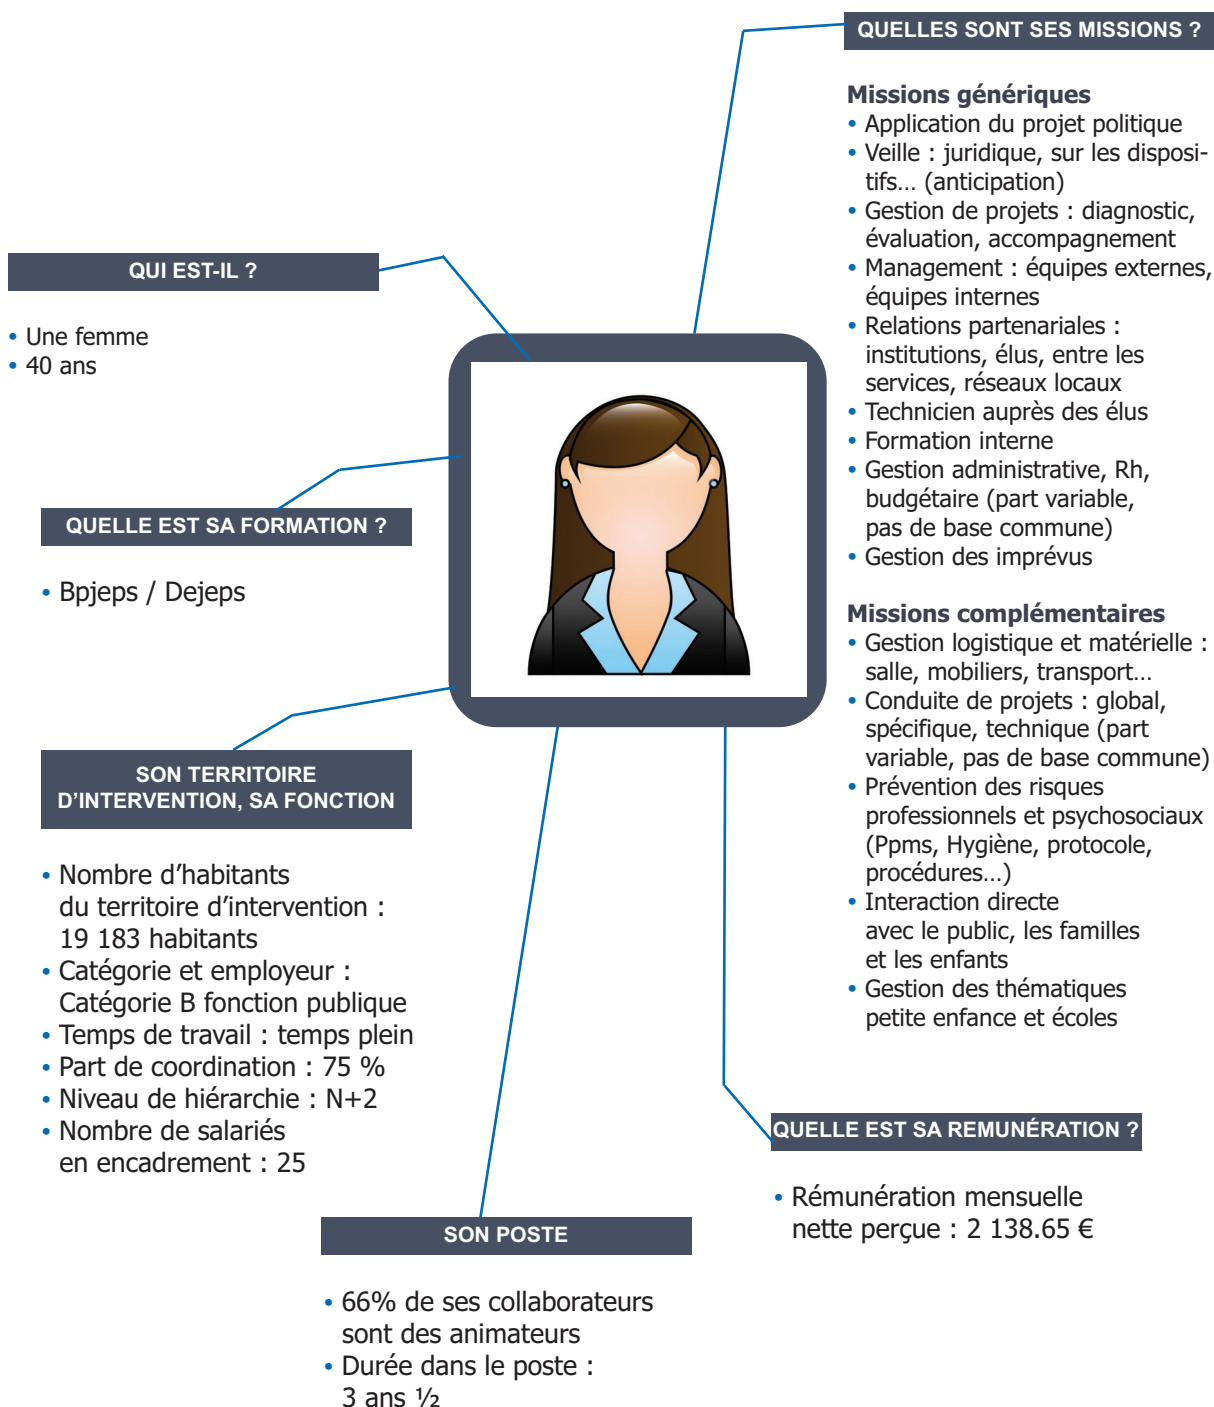 QUI EST-IL ?
• Une femme
• 40 ans
QUELLE EST SA FORMATION ?
• Bpjeps / Dejeps
SON TERRITOIRE
D’INTERVENTION, SA FONCTION
• Nombre d’habitants
du territoire d’intervention :
19 183 habitants
• Catégorie et employeur :
Catégorie B fonction publique
• Temps de travail : temps plein
• Part de coordination : 75 %
• Niveau de hiérarchie : N+2
• Nombre de salariés
en encadrement : 25
SON POSTE
• 66% de ses collaborateurs
sont des animateurs
• Durée dans le poste :
3 ans ½
QUELLES SONT SES MISSIONS ?
Missions génériques
• Application du projet politique
• Veille : juridique, sur les disposi-
tifs… (anticipation)
• Gestion de projets : diagnostic,
évaluation, accompagnement
• Management : équipes externes,
équipes internes
• Relations partenariales :
institutions, élus, entre les
services, réseaux locaux
• Technicien auprès des élus
• Formation interne
• Gestion administrative, Rh,
budgétaire (part variable,
pas de base commune)
• Gestion des imprévus
Missions complémentaires
• Gestion logistique et matérielle :
salle, mobiliers, transport…
• Conduite de projets : global,
spécifique, technique (part
variable, pas de base commune)
• Prévention des risques
professionnels et psychosociaux
(Ppms, Hygiène, protocole,
procédures…)
• Interaction directe
avec le public, les familles
et les enfants
• Gestion des thématiques
petite enfance et écoles
QUELLE EST SA REMUNÉRATION ?
• Rémunération mensuelle
nette perçue : 2 138.65 €